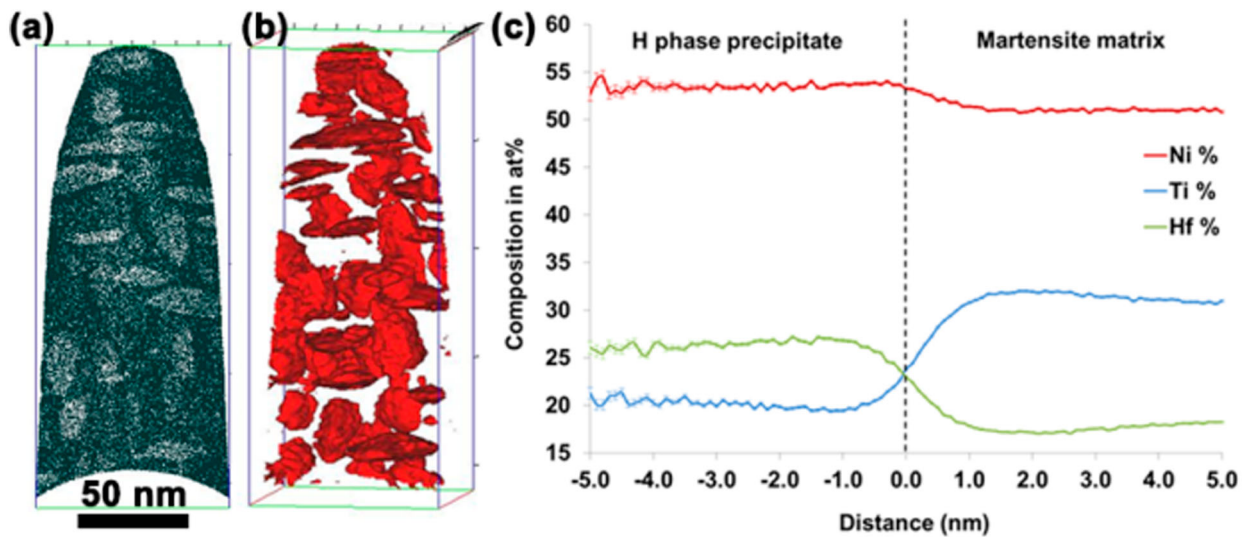 (a)
(b)
(c)
50 nm
H phase precipitate
Martensite matrix
Composition in at%
60
55
50
45
40
35
30
25
20
15
Ni %
Ti %
Hf %
-5.0 -4.0 -3.0 -2.0 -1.0 0.0 1.0 2.0 3.0 4.0 5.0
Distance (nm)